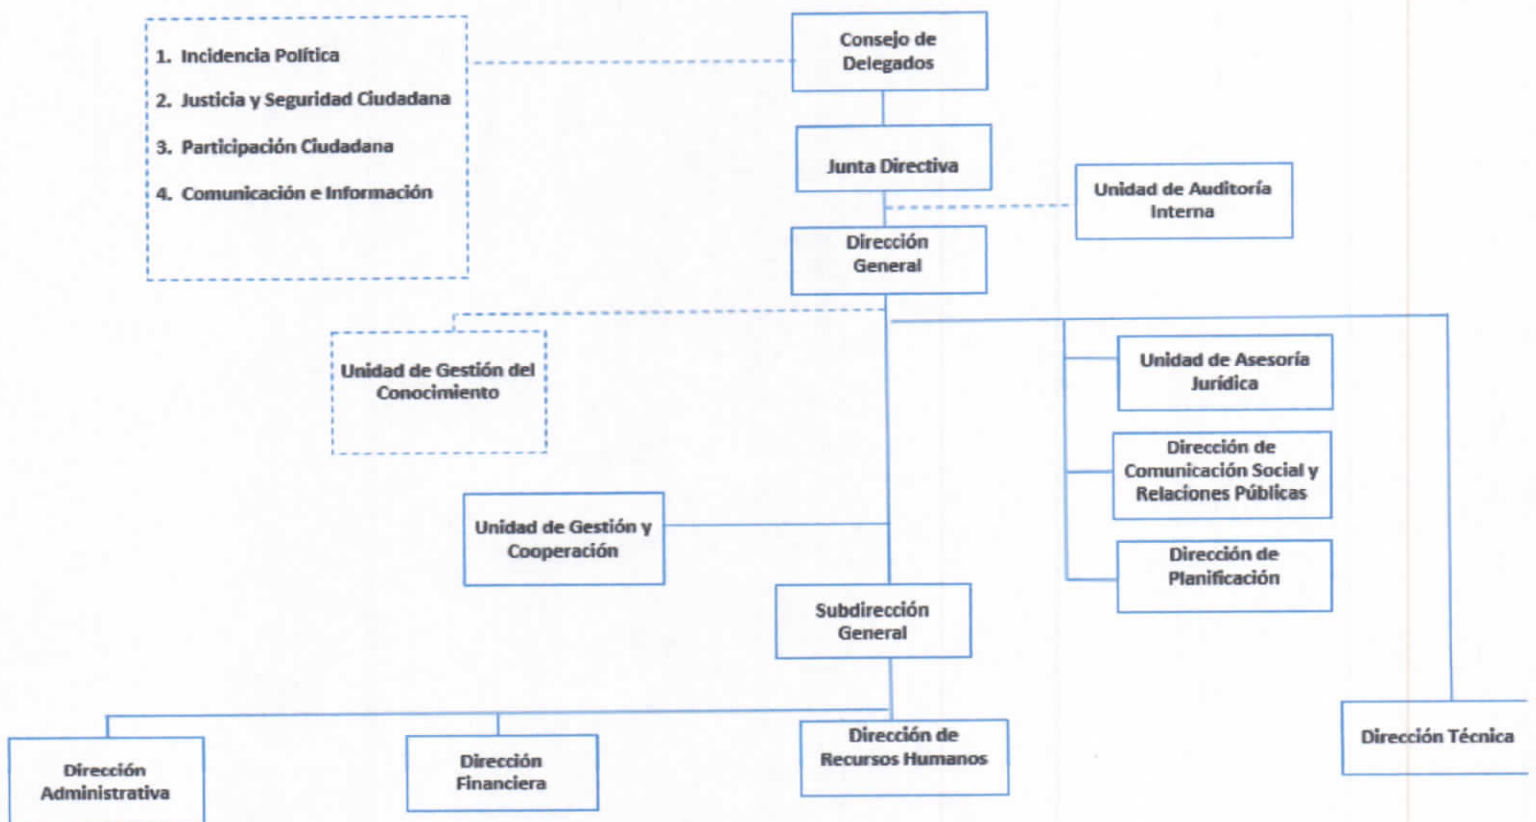 1. Incidencia Política
2. Justicia y Seguridad Ciudadana
3. Participación Ciudadana
4. Comunicación e Información
Consejo de
Delegados
Junta Directiva
Unidad de Auditoría
Interna
Dirección
General
Unidad de Gestión del
Conocimiento
Unidad de Asesoría
Jurídica
Dirección de
Comunicación Social y
Relaciones Públicas
Unidad de Gestión y
Cooperación
Dirección de
Planificación
Subdirección
General
Dirección
Administrativa
Dirección
Financiera
Dirección de
Recursos Humanos
Dirección Técnica